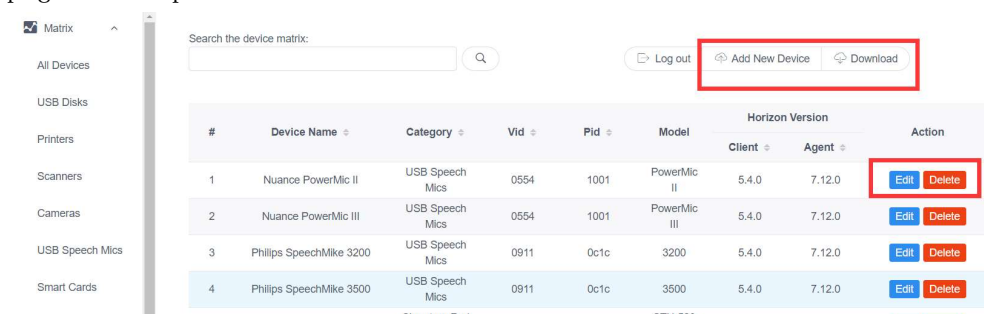 Matrix
All Devices
USB Disks
Printers
Scanners
Cameras
USB Speech Mics
Smart Cards
Search the device matrix:
Log out Add New Device Download
# Device Name Category Vid Pid Model Horizon Version Action
Client Agent
1 Nuance PowerMic II USB Speech Mics 0554 1001 PowerMic II 5.4.0 7.12.0 Edit Delete
2 Nuance PowerMic III USB Speech Mics 0554 1001 PowerMic III 5.4.0 7.12.0 Edit Delete
3 Philips SpeechMike 3200 USB Speech Mics 0911 0c1c 3200 5.4.0 7.12.0 Edit Delete
4 Philips SpeechMike 3500 USB Speech Mics 0911 0c1c 3500 5.4.0 7.12.0 Edit Delete